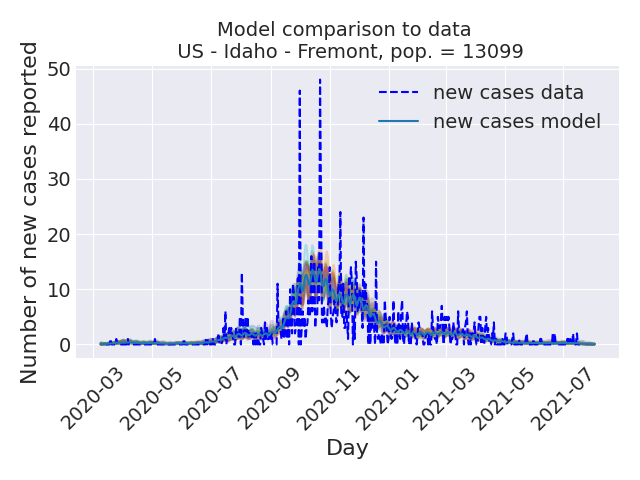 Model comparison to data
US - Idaho - Fremont, pop. = 13099
Number of new cases reported
50
40
30
20
10
0
new cases data
new cases model
2020-03
2020-05
2020-07
2020-09
2020-11
2021-01
2021-03
2021-05
2021-07
Day